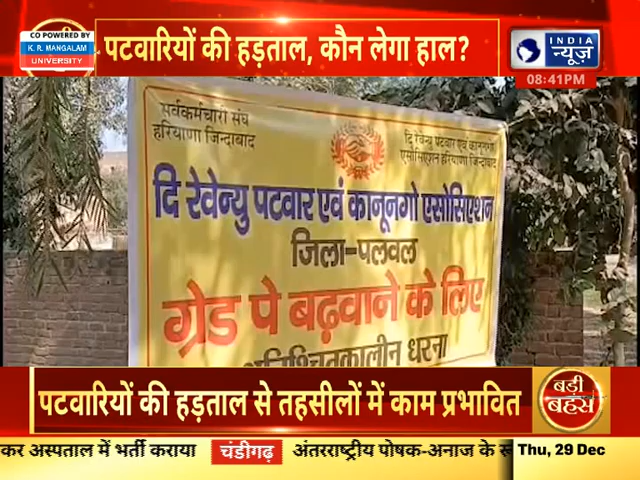 CO POWERED BY
K. R. MANGALAM
UNIVERSITY
पटवारियों की हड़ताल, कौन लेगा हाल?
INDIA
न्यूज़
08:41PM
सर्वकर्मचारी संघ
हरियाणा जिन्दाबाद
दि रेवेन्यु पटवार एवं कानूनगो
एसोसिएशन हरियाणा जिन्दाबाद
दि रेवेन्यु पटवार एवं कानूनगो एसोसिएशन
जिला-पलवल
ग्रेड पे बढ़वाने के लिए
अनिश्चितकालीन धरना
पटवारियों की हड़ताल से तहसीलों में काम प्रभावित
बड़ी
बहस
कर अस्पताल में भर्ती कराया
चंडीगढ़
अंतरराष्ट्रीय पोषक-अनाज के
Thu, 29 Dec